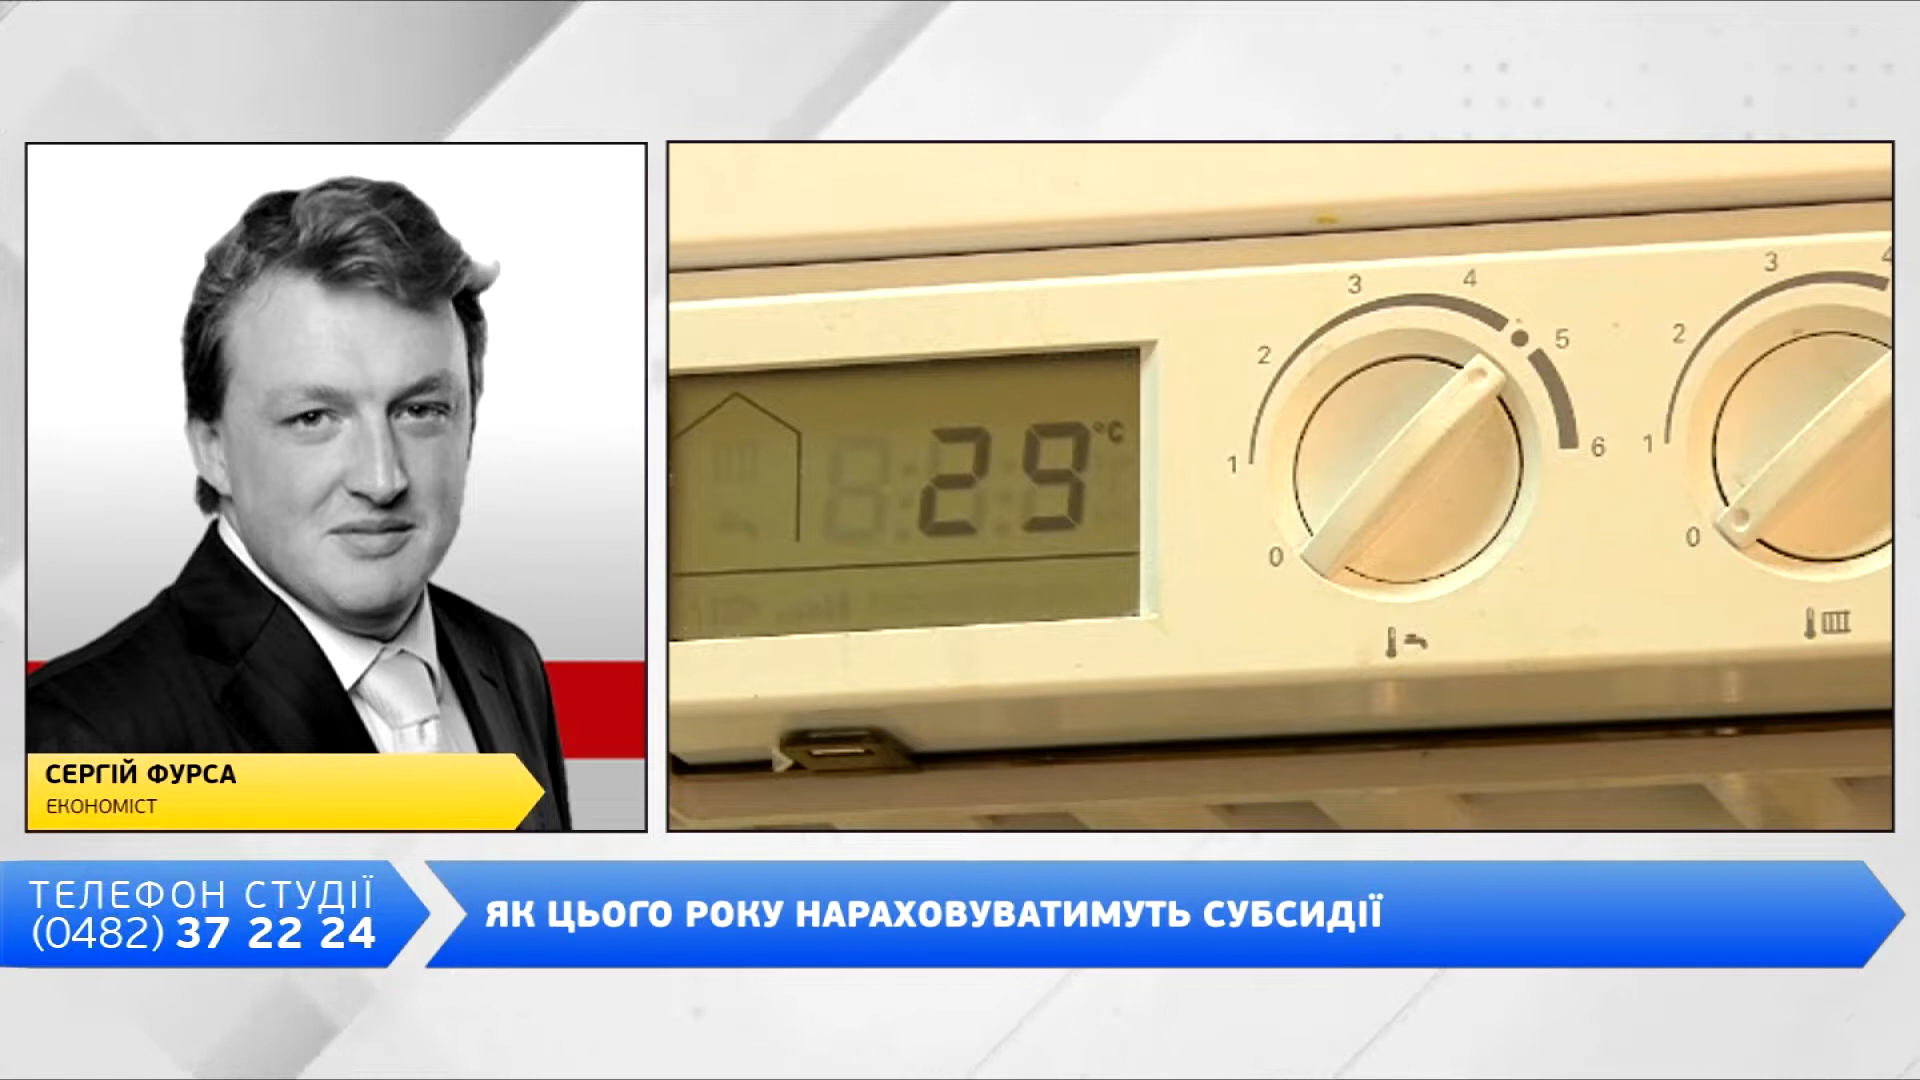 СЕРГІЙ ФУРСА
ЕКОНОМІСТ
29°C
0 1 2 3 4 5 6
0 1 2 3 4
ТЕЛЕФОН СТУДІЇ
(0482) 37 22 24
ЯК ЦЬОГО РОКУ НАРАХОВУВАТИМУТЬ СУБСИДІЇ